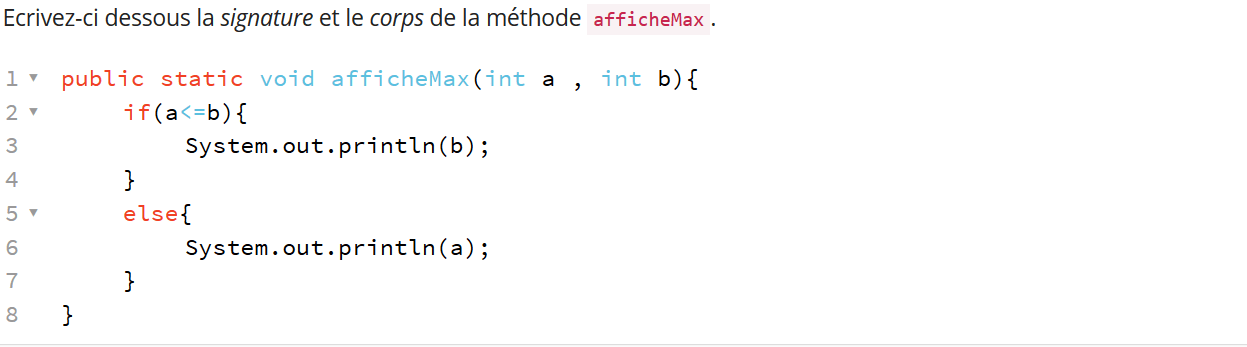 Ecrivez-ci dessous la signature et le corps de la méthode afficheMax.
1 public static void afficheMax(int a , int b){
2 if(a<=b){
3 System.out.println(b);
4 }
5 else{
6 System.out.println(a);
7 }
8 }